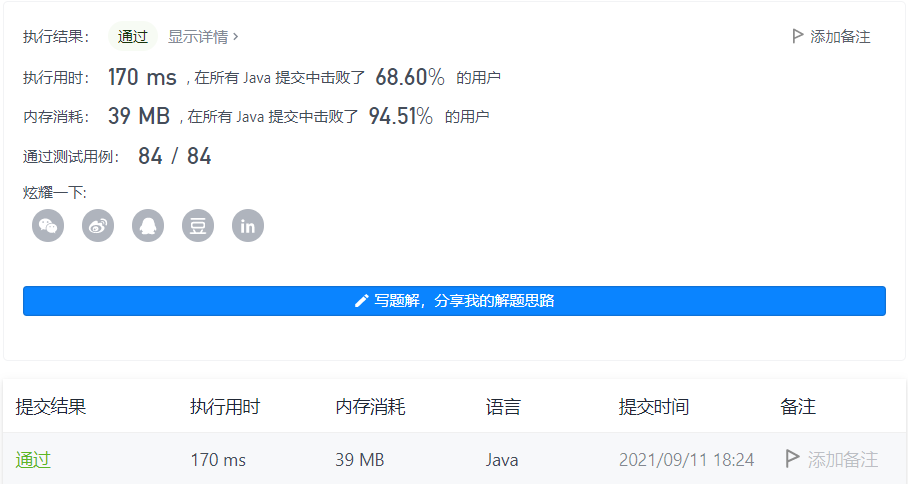 执行结果： 通过 显示详情 › 添加备注
执行用时： 170 ms , 在所有 Java 提交中击败了 68.60% 的用户
内存消耗： 39 MB , 在所有 Java 提交中击败了 94.51% 的用户
通过测试用例： 84 / 84
炫耀一下:
豆 in
写题解，分享我的解题思路
提交结果 执行用时 内存消耗 语言 提交时间 备注
通过 170 ms 39 MB Java 2021/09/11 18:24 添加备注